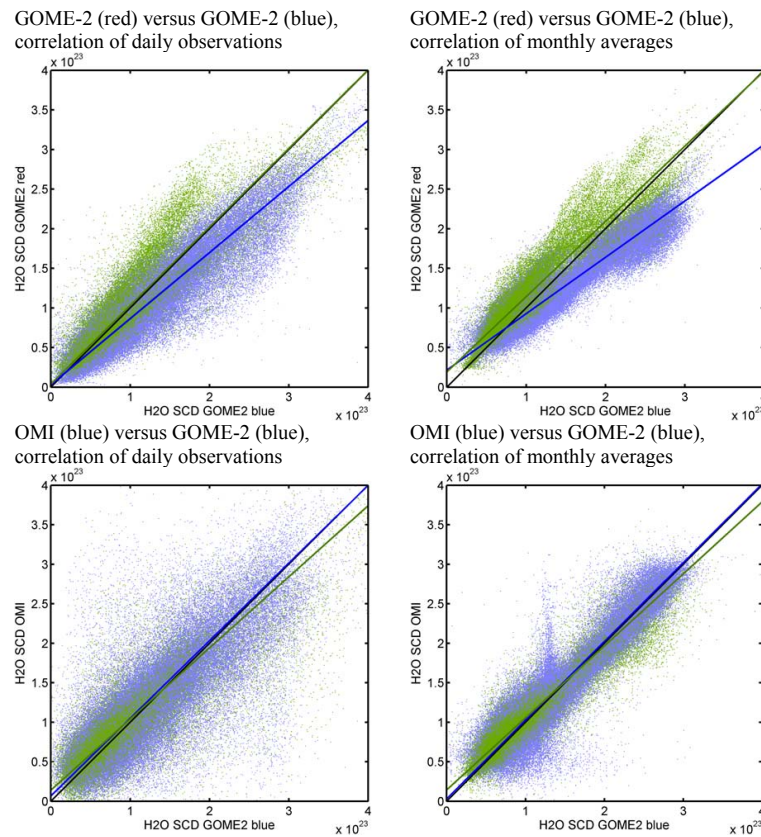 GOME-2 (red) versus GOME-2 (blue),
correlation of daily observations
x 10^23
4
3.5
3
2.5
2
1.5
1
0.5
0
H2O SCD GOME2 red
0 1 2 3 4
H2O SCD GOME2 blue
x 10^23
GOME-2 (red) versus GOME-2 (blue),
correlation of monthly averages
x 10^23
4
3.5
3
2.5
2
1.5
1
0.5
0
H2O SCD GOME2 red
0 1 2 3 4
H2O SCD GOME2 blue
x 10^23
OMI (blue) versus GOME-2 (blue),
correlation of daily observations
x 10^23
4
3.5
3
2.5
2
1.5
1
0.5
0
H2O SCD OMI
0 1 2 3 4
H2O SCD GOME2 blue
x 10^23
OMI (blue) versus GOME-2 (blue),
correlation of monthly averages
x 10^23
4
3.5
3
2.5
2
1.5
1
0.5
0
H2O SCD OMI
0 1 2 3 4
H2O SCD GOME2 blue
x 10^23